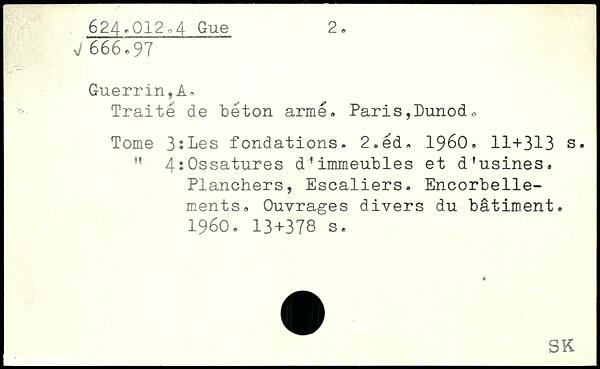 624.012.4 Gue 2.
√ 666.97
Guerrin,A.
Traité de béton armé. Paris,Dunod.
Tome 3:Les fondations. 2.éd. 1960. 11+313 s.
" 4:Ossatures d'immeubles et d'usines.
Planchers, Escaliers. Encorbelle-
ments. Ouvrages divers du bâtiment.
1960. 13+378 s.
SK